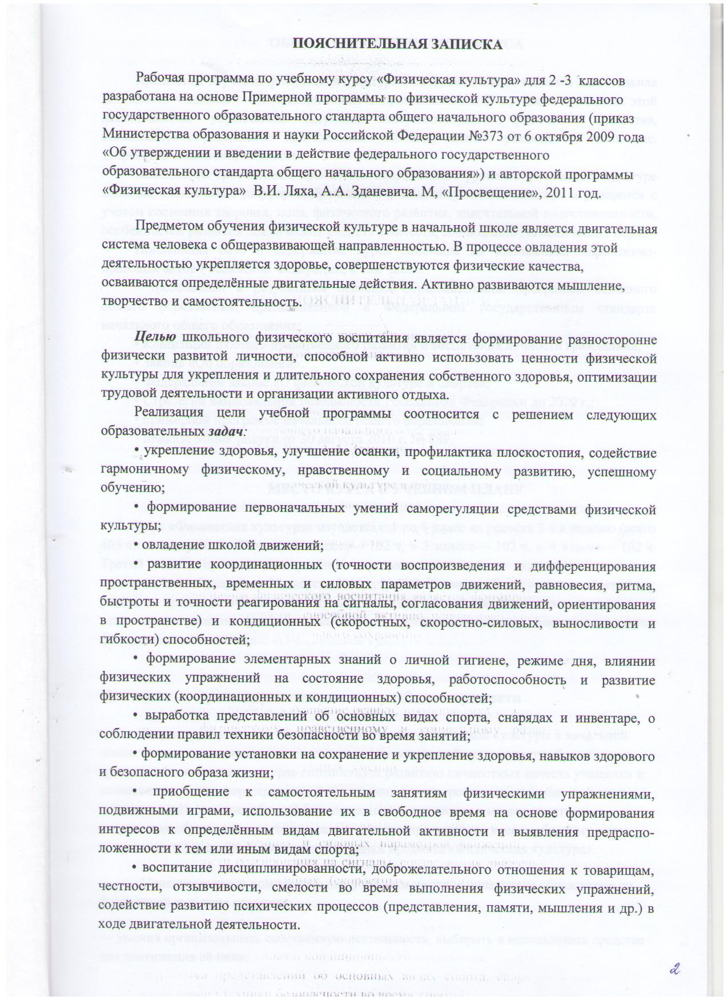 ПОЯСНИТЕЛЬНАЯ ЗАПИСКА
Рабочая программа по учебному курсу «Физическая культура» для 2 -3 классов
разработана на основе Примерной программы по физической культуре федерального
государственного образовательного стандарта общего начального образования (приказ
Министерства образования и науки Российской Федерации №373 от 6 октября 2009 года
«Об утверждении и введении в действие федерального государственного
образовательного стандарта общего начального образования») и авторской программы
«Физическая культура» В.И. Ляха, А.А. Зданевича. М, «Просвещение», 2011 год.
Предметом обучения физической культуре в начальной школе является двигательная
система человека с общеразвивающей направленностью. В процессе овладения этой
деятельностью укрепляется здоровье, совершенствуются физические качества,
осваиваются определённые двигательные действия. Активно развиваются мышление,
творчество и самостоятельность.
Целью школьного физического воспитания является формирование разносторонне
физически развитой личности, способной активно использовать ценности физической
культуры для укрепления и длительного сохранения собственного здоровья, оптимизации
трудовой деятельности и организации активного отдыха.
Реализация цели учебной программы соотносится с решением следующих
образовательных задач:
• укрепление здоровья, улучшение осанки, профилактика плоскостопия, содействие
гармоничному физическому, нравственному и социальному развитию, успешному
обучению;
• формирование первоначальных умений саморегуляции средствами физической
культуры;
• овладение школой движений;
• развитие координационных (точности воспроизведения и дифференцирования
пространственных, временных и силовых параметров движений, равновесия, ритма,
быстроты и точности реагирования на сигналы, согласования движений, ориентирования
в пространстве) и кондиционных (скоростных, скоростно-силовых, выносливости и
гибкости) способностей;
• формирование элементарных знаний о личной гигиене, режиме дня, влиянии
физических упражнений на состояние здоровья, работоспособность и развитие
физических (координационных и кондиционных) способностей;
• выработка представлений об основных видах спорта, снарядах и инвентаре, о
соблюдении правил техники безопасности во время занятий;
• формирование установки на сохранение и укрепление здоровья, навыков здорового
и безопасного образа жизни;
• приобщение к самостоятельным занятиям физическими упражнениями,
подвижными играми, использование их в свободное время на основе формирования
интересов к определённым видам двигательной активности и выявления предраспо-
ложенности к тем или иным видам спорта;
• воспитание дисциплинированности, доброжелательного отношения к товарищам,
честности, отзывчивости, смелости во время выполнения физических упражнений,
содействие развитию психических процессов (представления, памяти, мышления и др.) в
ходе двигательной деятельности.
2